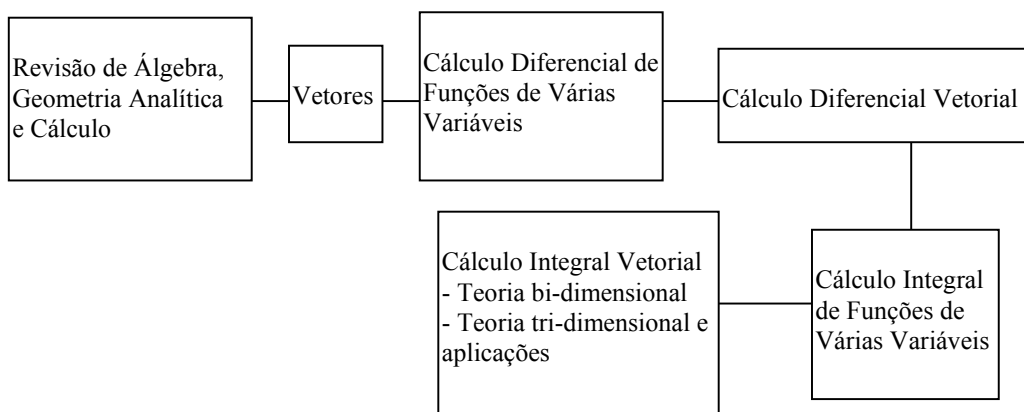 Revisão de Álgebra,
Geometria Analítica
e Cálculo
Vetores
Cálculo Diferencial de
Funções de Várias
Variáveis
Cálculo Diferencial Vetorial
Cálculo Integral
de Funções de
Várias Variáveis
Cálculo Integral Vetorial
- Teoria bi-dimensional
- Teoria tri-dimensional e
aplicações